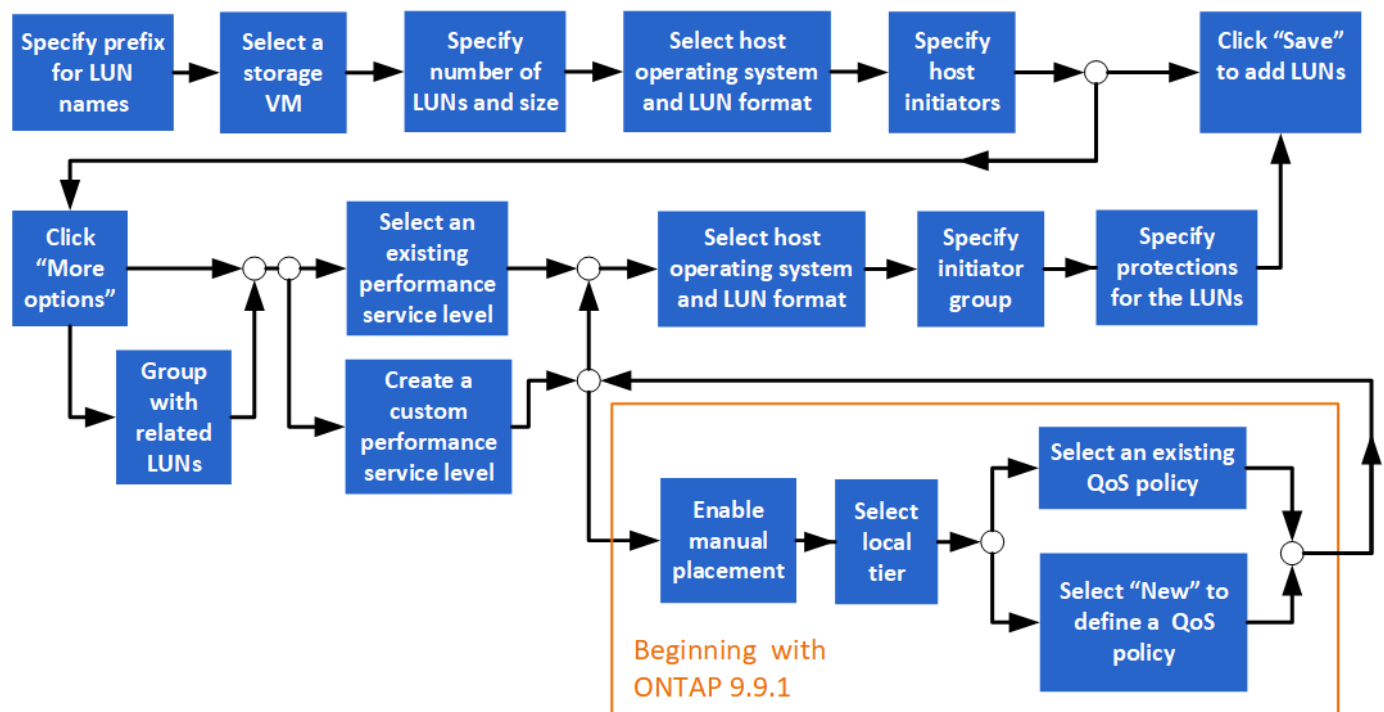 Specify prefix
for LUN
names
Select a
storage
VM
Specify
number of
LUNs and size
Select host
operating system
and LUN format
Specify
host
initiators
Click “Save”
to add LUNs
Click
“More
options”
Group
with
related
LUNs
Select an
existing
performance
service level
Create a
custom
performance
service level
Select host
operating system
and LUN format
Specify
initiator
group
Specify
protections
for the LUNs
Enable
manual
placement
Select
local
tier
Select an existing
QoS policy
Select “New” to
define a QoS
policy
Beginning with
ONTAP 9.9.1